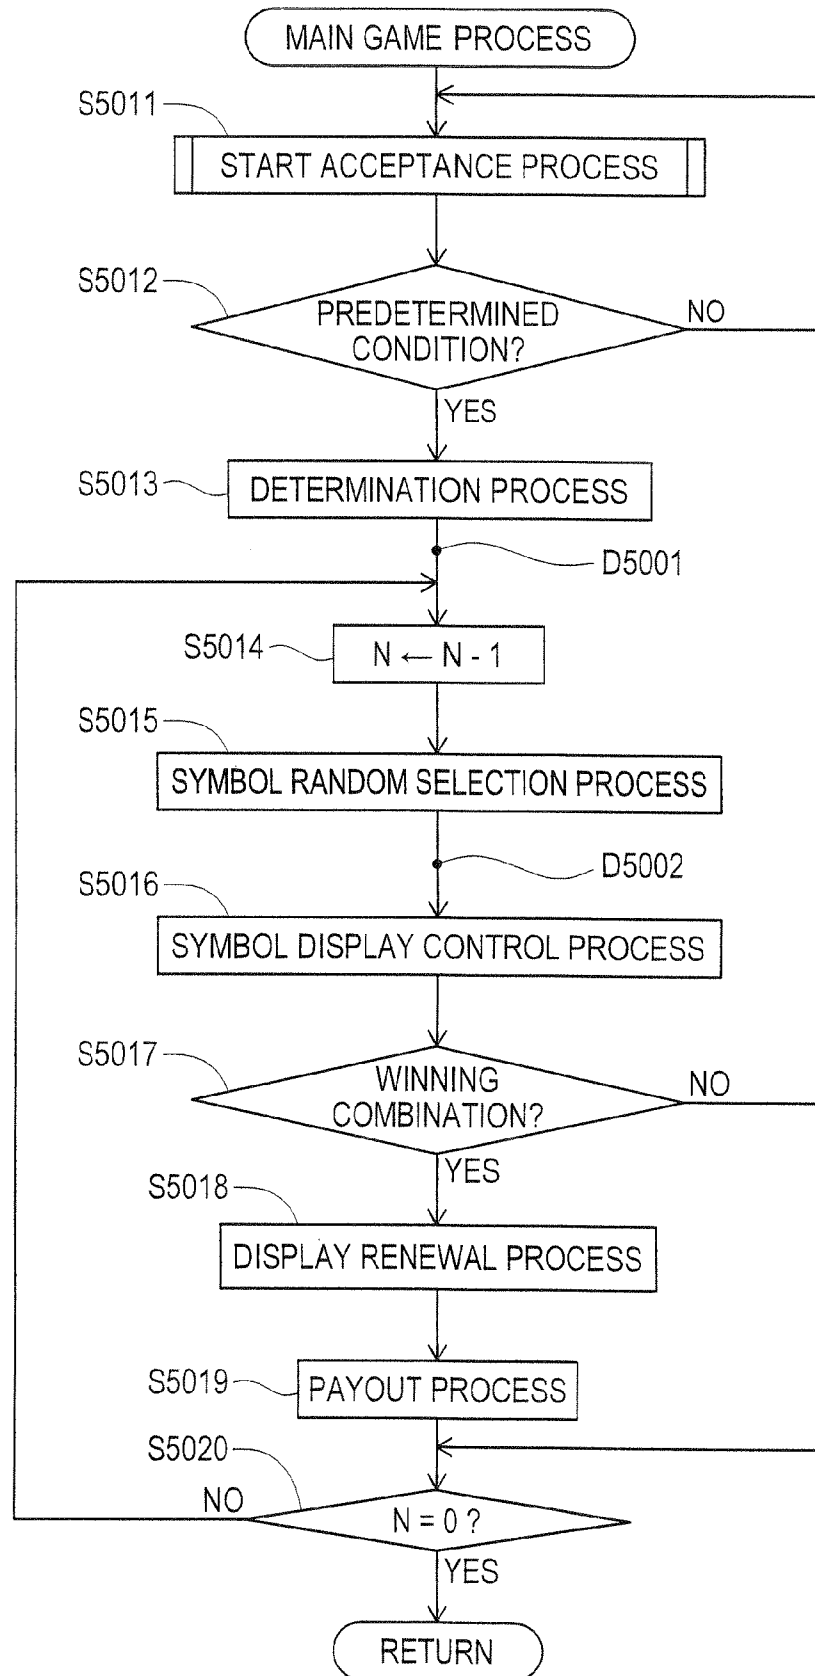 MAIN GAME PROCESS
S5011
START ACCEPTANCE PROCESS
S5012
PREDETERMINED
CONDITION?
NO
YES
S5013
DETERMINATION PROCESS
D5001
S5014
N ← N - 1
S5015
SYMBOL RANDOM SELECTION PROCESS
D5002
S5016
SYMBOL DISPLAY CONTROL PROCESS
S5017
WINNING
COMBINATION?
NO
YES
S5018
DISPLAY RENEWAL PROCESS
S5019
PAYOUT PROCESS
S5020
NO
N = 0 ?
YES
RETURN